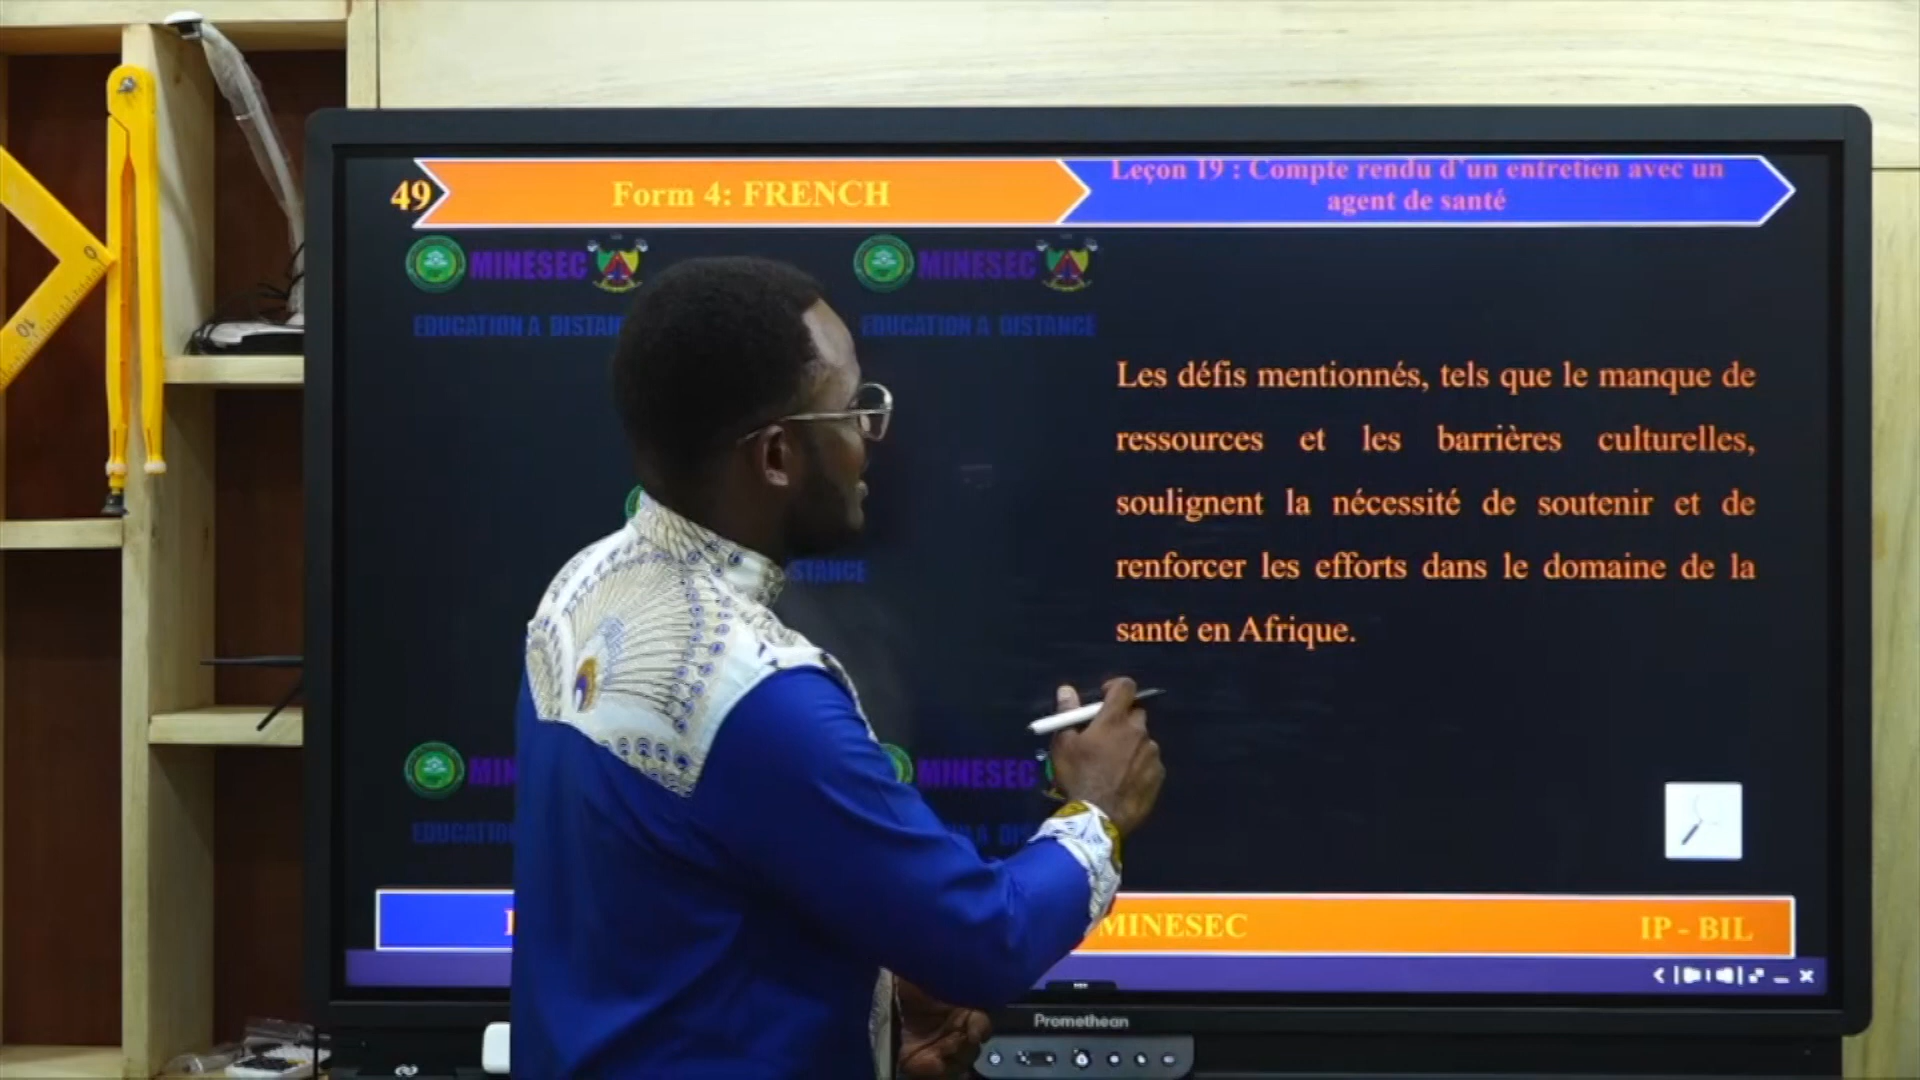 49
Form 4: FRENCH
Leçon 19 : Compte rendu d'un entretien avec un
agent de santé
MINESEC
MINESEC
EDUCATION A
EDUCATION A DISTANCE
Les défis mentionnés, tels que le manque de
ressources et les barrières culturelles,
soulignent la nécessité de soutenir et de
renforcer les efforts dans le domaine de la
santé en Afrique.
MINESEC
MINESEC
IP - BIL
Promethean